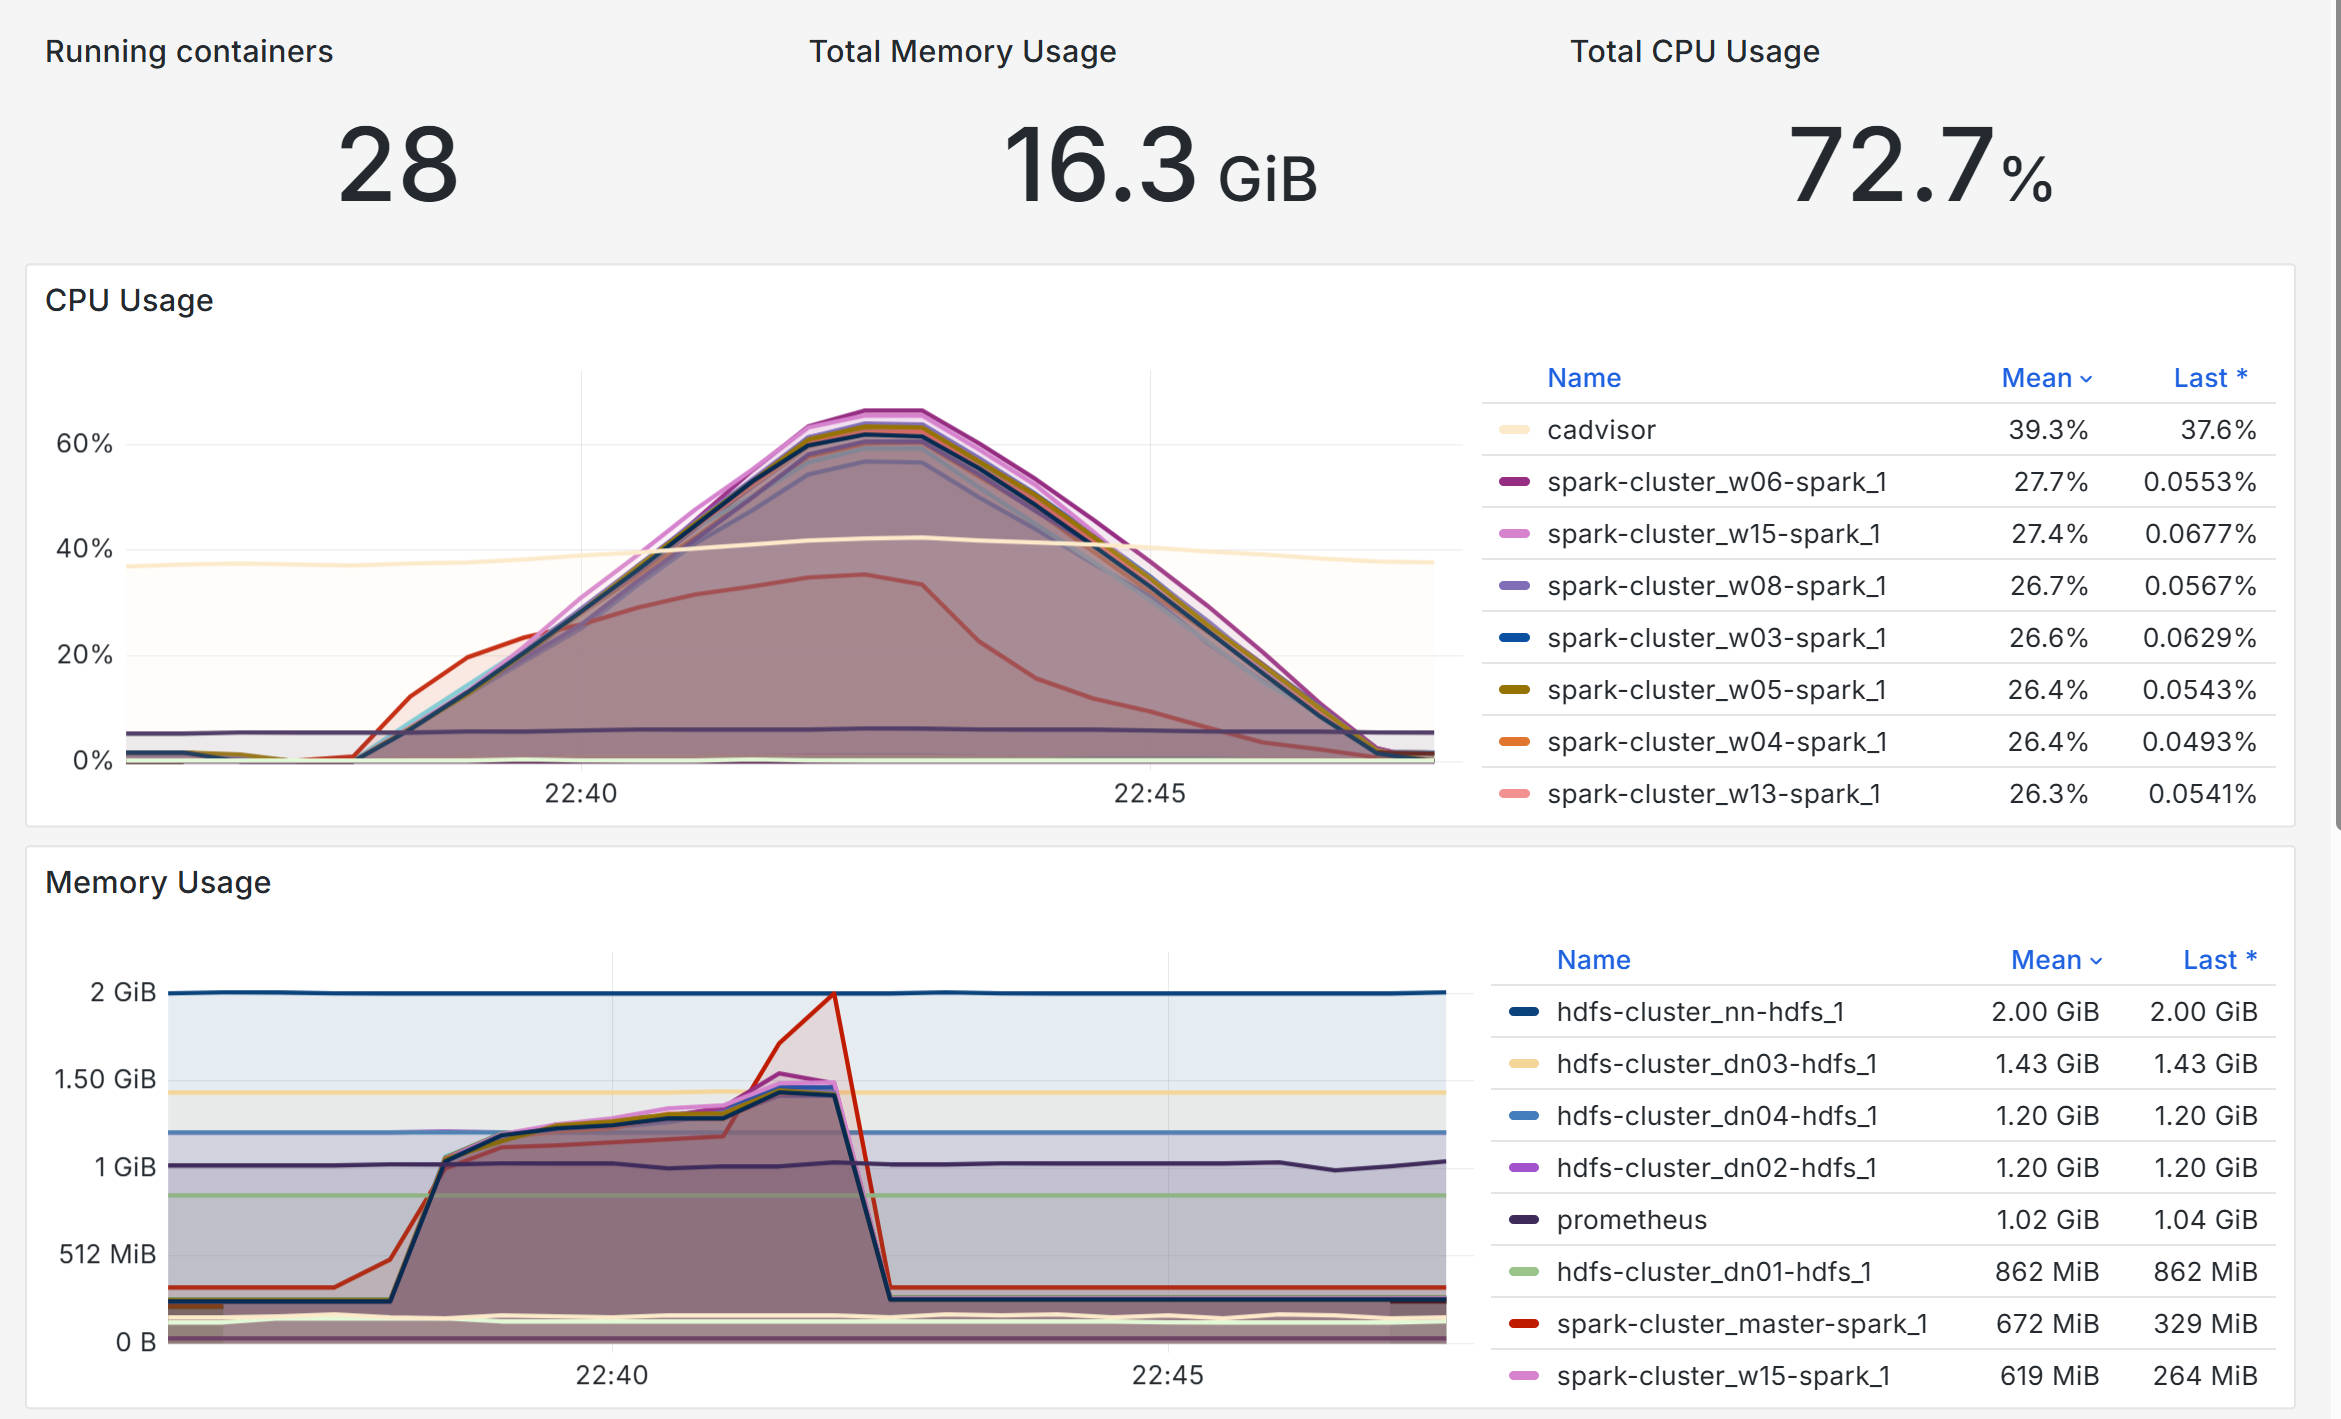 Running containers
Total Memory Usage
Total CPU Usage
28
16.3 GiB
72.7%
CPU Usage
60%
40%
20%
0%
22:40
22:45
Name Mean Last *
cadvisor 39.3% 37.6%
spark-cluster_w06-spark_1 27.7% 0.0553%
spark-cluster_w15-spark_1 27.4% 0.0677%
spark-cluster_w08-spark_1 26.7% 0.0567%
spark-cluster_w03-spark_1 26.6% 0.0629%
spark-cluster_w05-spark_1 26.4% 0.0543%
spark-cluster_w04-spark_1 26.4% 0.0493%
spark-cluster_w13-spark_1 26.3% 0.0541%
Memory Usage
2 GiB
1.50 GiB
1 GiB
512 MiB
0 B
22:40
22:45
Name Mean Last *
hdfs-cluster_nn-hdfs_1 2.00 GiB 2.00 GiB
hdfs-cluster_dn03-hdfs_1 1.43 GiB 1.43 GiB
hdfs-cluster_dn04-hdfs_1 1.20 GiB 1.20 GiB
hdfs-cluster_dn02-hdfs_1 1.20 GiB 1.20 GiB
prometheus 1.02 GiB 1.04 GiB
hdfs-cluster_dn01-hdfs_1 862 MiB 862 MiB
spark-cluster_master-spark_1 672 MiB 329 MiB
spark-cluster_w15-spark_1 619 MiB 264 MiB